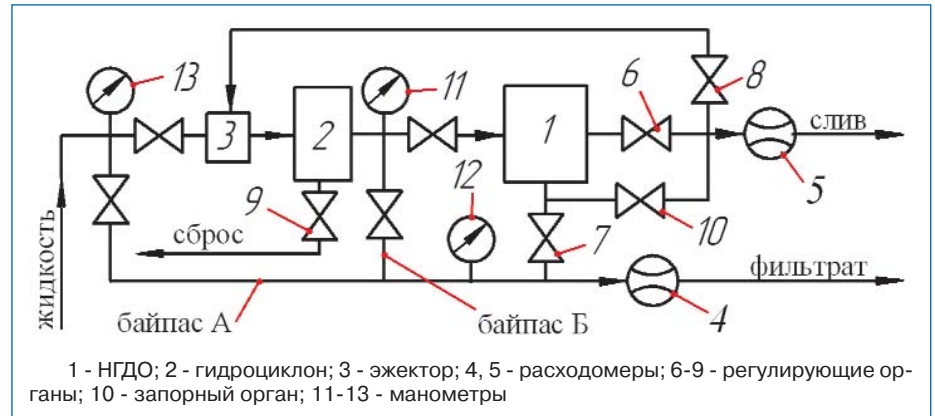 13
11
6
8
3
2
1
слив
12
5
9
10
сброс
7
жидкость
фильтрат
байпас А
байпас Б
4
1 - НГДО; 2 - гидроциклон; 3 - эжектор; 4, 5 - расходомеры; 6-9 - регулирующие ор-
ганы; 10 - запорный орган; 11-13 - манометры